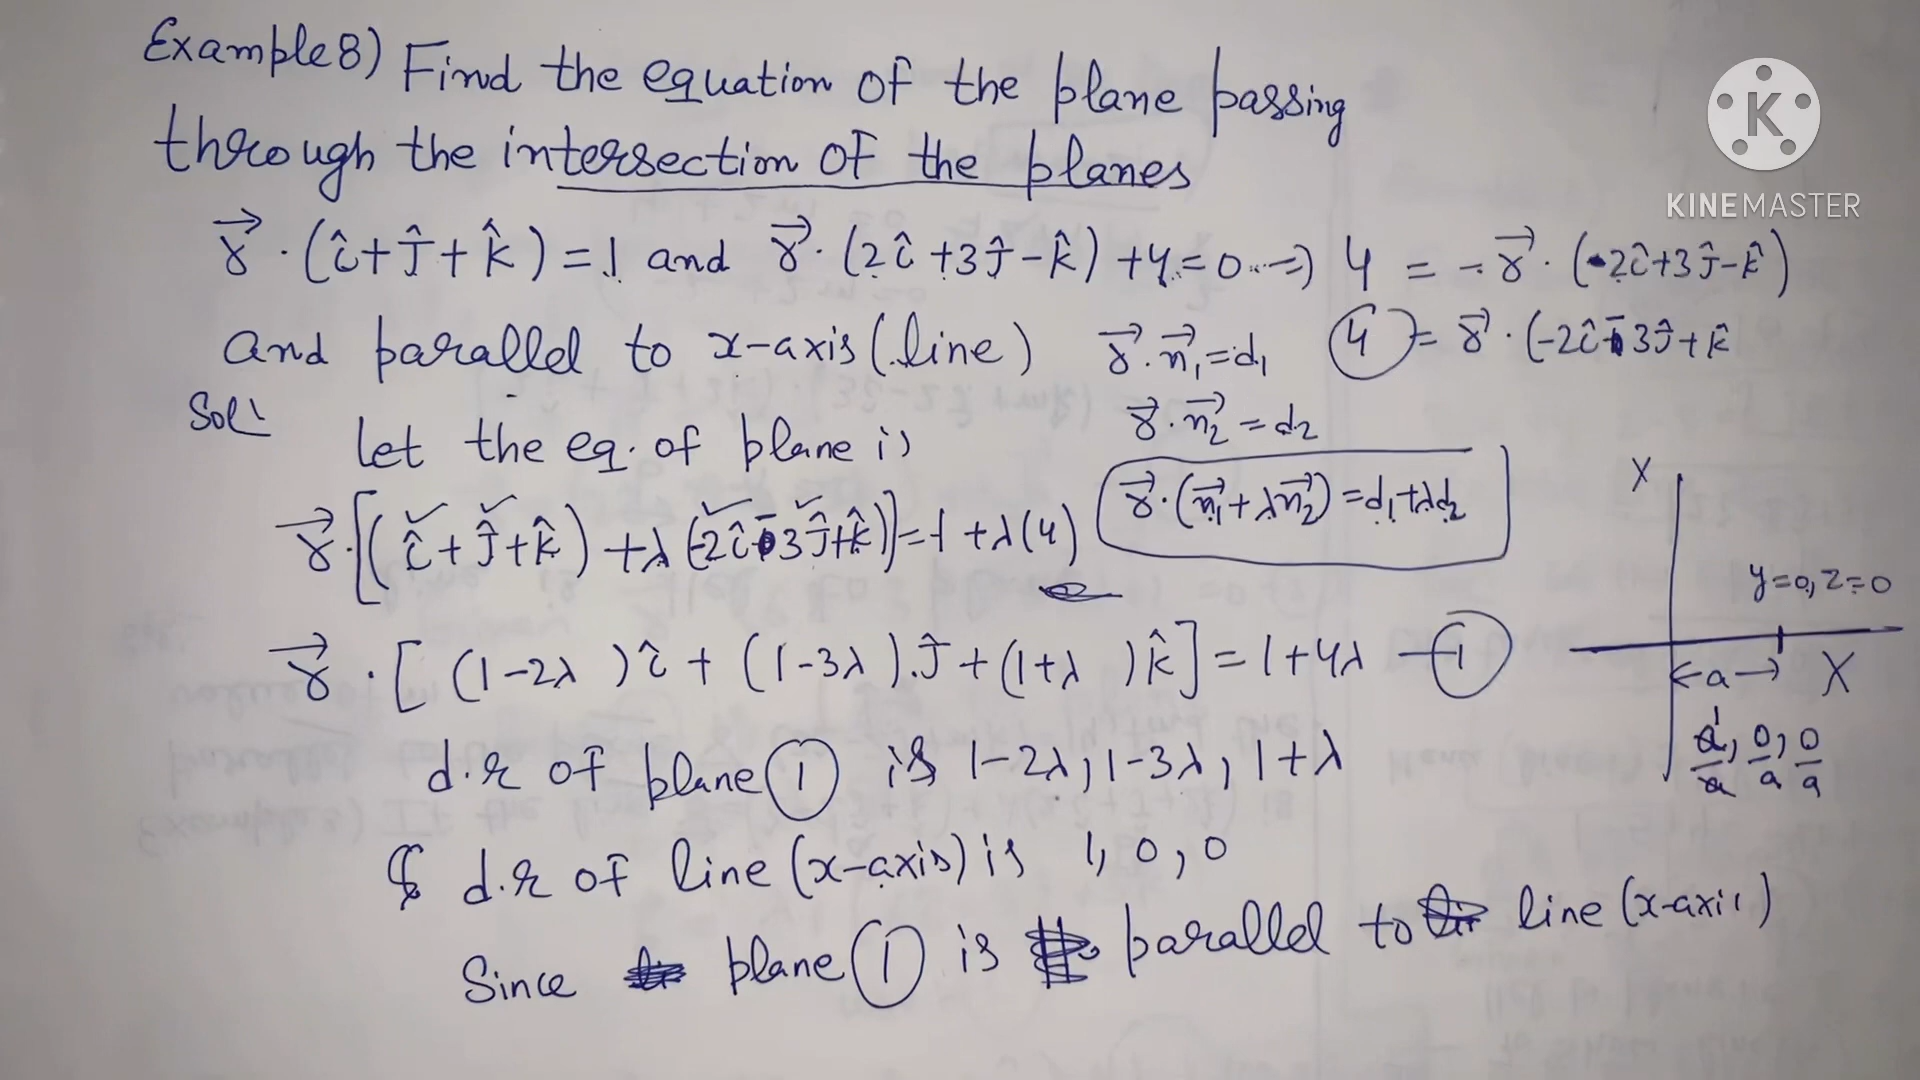 Example 8) Find the equation of the plane passing
through the intersection of the planes
r⃗ · (î + ĵ + k̂) = 1 and r⃗ · (2î + 3ĵ - k̂) + 4 = 0 ⇒ 4 = - r⃗ · (2î + 3ĵ - k̂)
and parallel to x-axis (line) r⃗ · n⃗₁ = d₁ 4 = r⃗ · (-2î - 3ĵ + k̂
Sol: r⃗ · n⃗₂ = d₂
Let the eq. of plane is
r⃗ · [(î + ĵ + k̂) + λ(-2î - 3ĵ + k̂)] = 1 + λ(4) r⃗ · (n⃗₁ + λn⃗₂) = d₁ + λd₂
r⃗ · [(1-2λ)î + (1-3λ).ĵ + (1+λ)k̂] = 1 + 4λ — 1
d.r of plane 1 is 1-2λ, 1-3λ, 1+λ
& d.r of line (x-axis) is 1, 0, 0
Since plane 1 is parallel to line (x-axis)
X
y=0, z=0
←a→ X
a/a, 0/a, 0/a
1
K
KINEMASTER